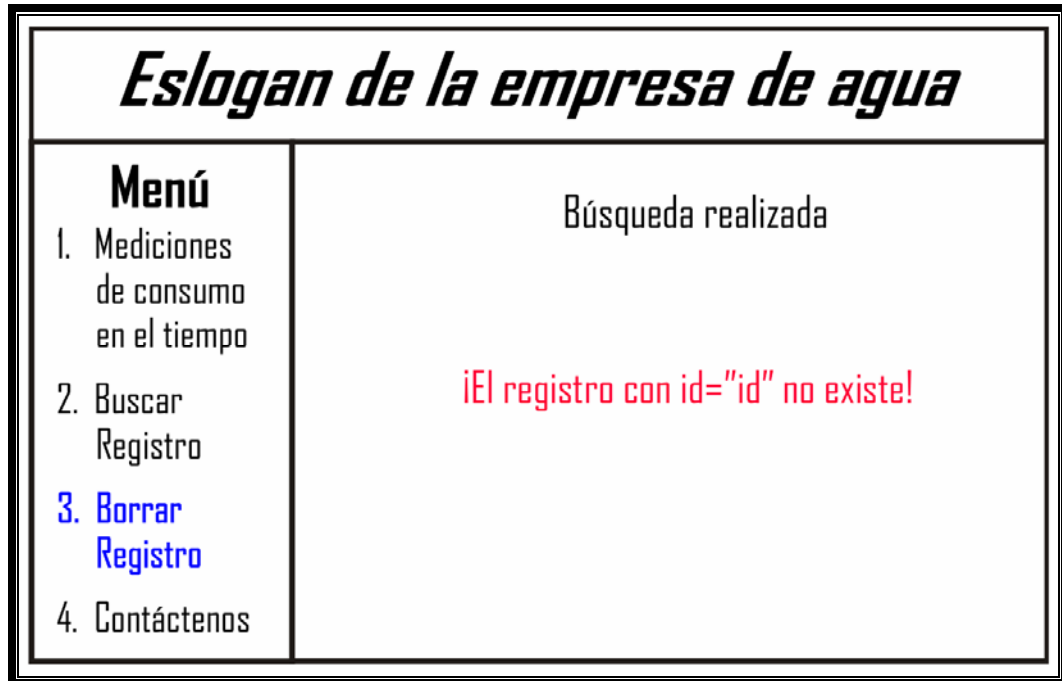 Eslogan de la empresa de agua
Menú
1. Mediciones
de consumo
en el tiempo
2. Buscar
Registro
3. Borrar
Registro
4. Contáctenos
Búsqueda realizada
¡El registro con id="id" no existe!